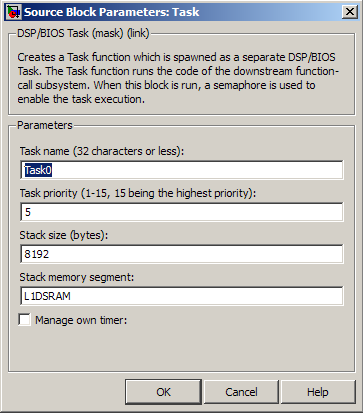 Source Block Parameters: Task
DSP/BIOS Task (mask) (link)
Creates a Task function which is spawned as a separate DSP/BIOS
Task. The Task function runs the code of the downstream function-
call subsystem. When this block is run, a semaphore is used to
enable the task execution.
Parameters
Task name (32 characters or less):
Task0
Task priority (1-15, 15 being the highest priority):
5
Stack size (bytes):
8192
Stack memory segment:
L1DSRAM
Manage own timer:
OK Cancel Help